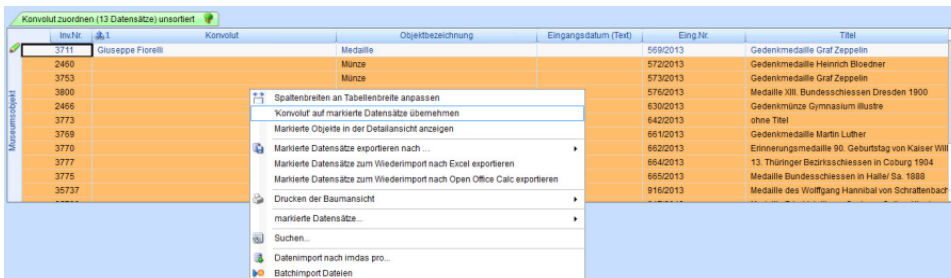 Konvolut zuordnen (13 Datensätze) unsortiert
Inv.Nr. 1 Konvolut Objektbezeichnung Eingangsdatum (Text) Eing.Nr. Titel
Museumsobjekt
3711 Giuseppe Fiorelli Medaille 569/2013 Gedenkmedaille Graf Zeppelin
2460 Münze 572/2013 Gedenkmedaille Heinrich Bloedner
3753 Münze 573/2013 Gedenkmedaille Graf Zeppelin
3800 576/2013 Medaille XIII. Bundesschiessen Dresden 1900
2466 630/2013 Gedenkmünze Gymnasium illustre
3773 642/2013 ohne Titel
3769 661/2013 Gedenkmedaille Martin Luther
3770 662/2013 Erinnerungsmedaille 90. Geburtstag von Kaiser Will
3777 664/2013 13. Thüringer Bezirksschiessen in Coburg 1904
3775 665/2013 Medaille Bundesschiessen in Halle/ Sa. 1888
35737 916/2013 Medaille des Wolffgang Hannibal von Schrattenbach
Spaltenbreiten an Tabellenbreite anpassen
'Konvolut' auf markierte Datensätze übernehmen
Markierte Objekte in der Detailansicht anzeigen
Markierte Datensätze exportieren nach ...
Markierte Datensätze zum Wiederimport nach Excel exportieren
Markierte Datensätze zum Wiederimport nach Open Office Calc exportieren
Drucken der Baumansicht
markierte Datensätze...
Suchen...
Datenimport nach imdas pro...
Batchimport Dateien